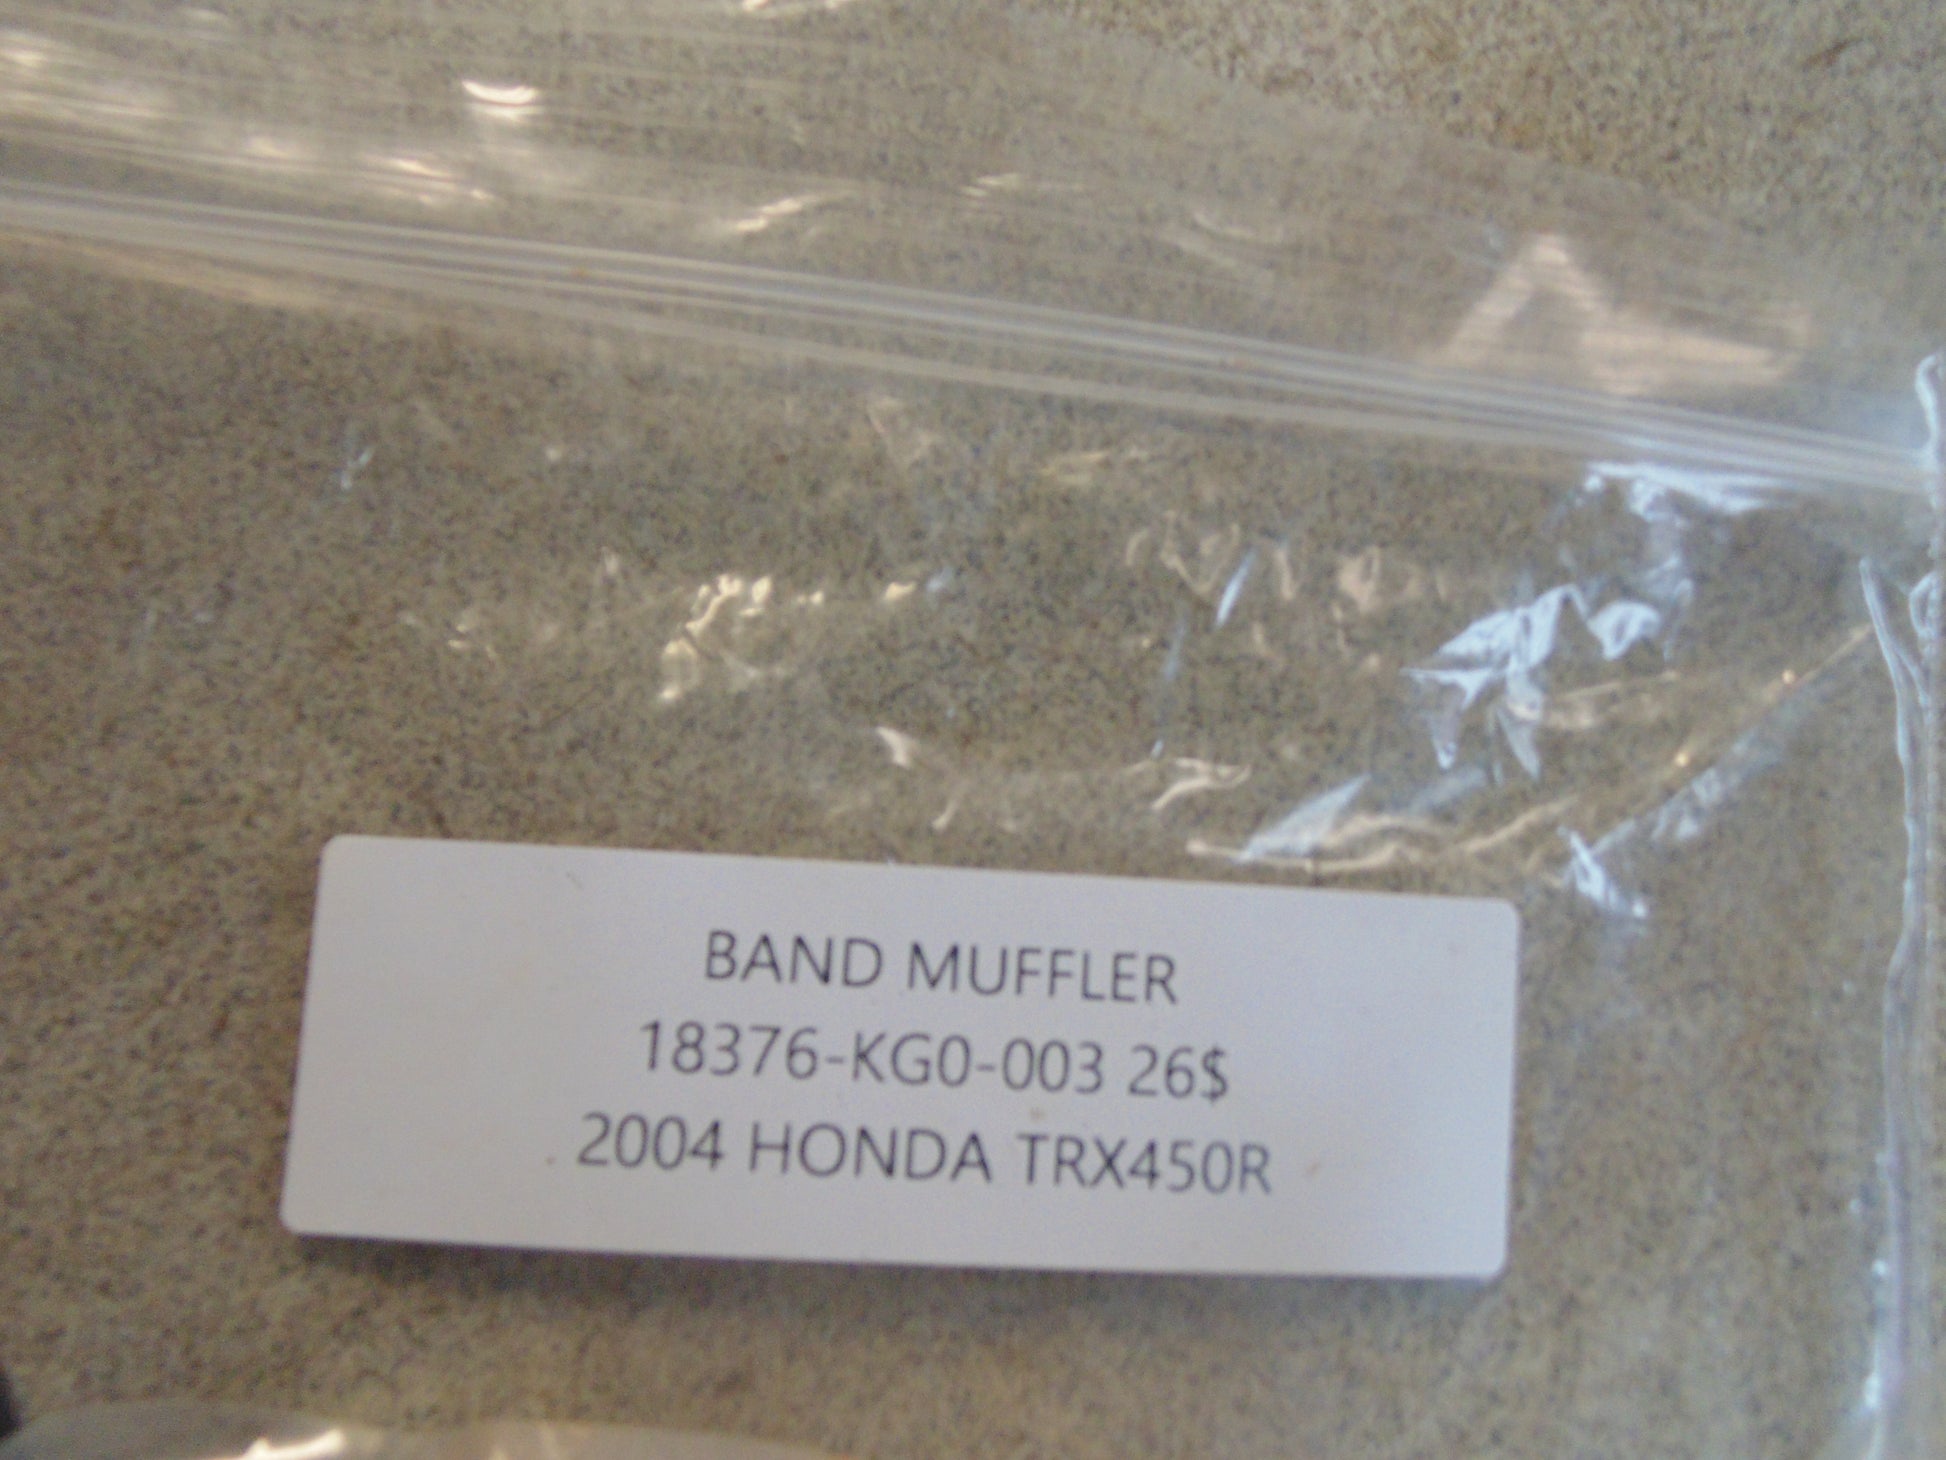 BAND MUFFLER
18376-KG0-003 26$
2004 HONDA TRX450R